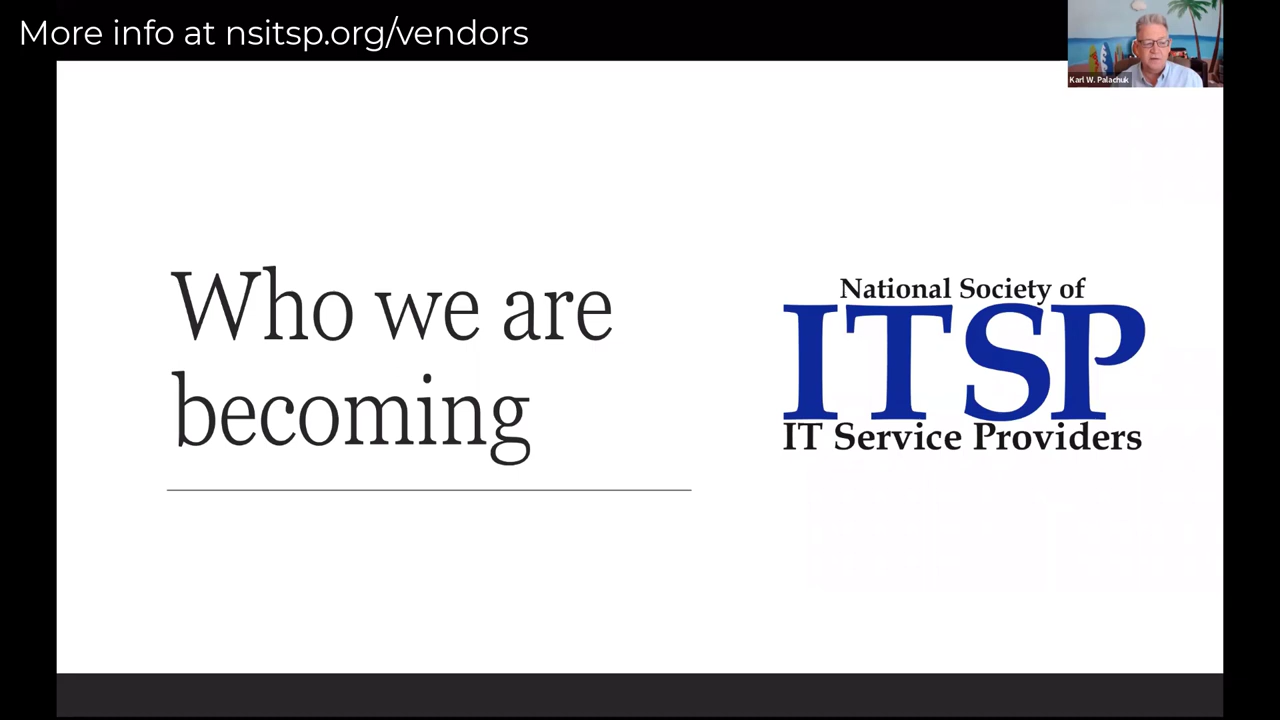 More info at nsitsp.org/vendors
Karl W. Palachuk
Who we are
becoming
National Society of
ITSP
IT Service Providers